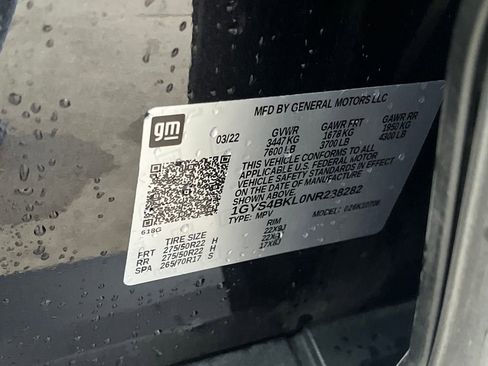 MFD BY GENERAL MOTORS LLC
gm
03/22 GVWR GAWR FRT GAWR RR
3447 KG 1678 KG 1950 KG
7600 LB 3700 LB 4300 LB
THIS VEHICLE CONFORMS TO ALL
APPLICABLE U.S. FEDERAL MOTOR
VEHICLE SAFETY STANDARDS IN EFFECT
ON THE DATE OF MANUFACTURE
SHOWN ABOVE.
1GYS4BKL0NR238282
618G TYPE: MPV MODEL:
TIRE SIZE RIM
FRT 275/50R22 H 22X9J
RR 275/50R22 H 22X9J
SPA 265/70R17 S 17X8J